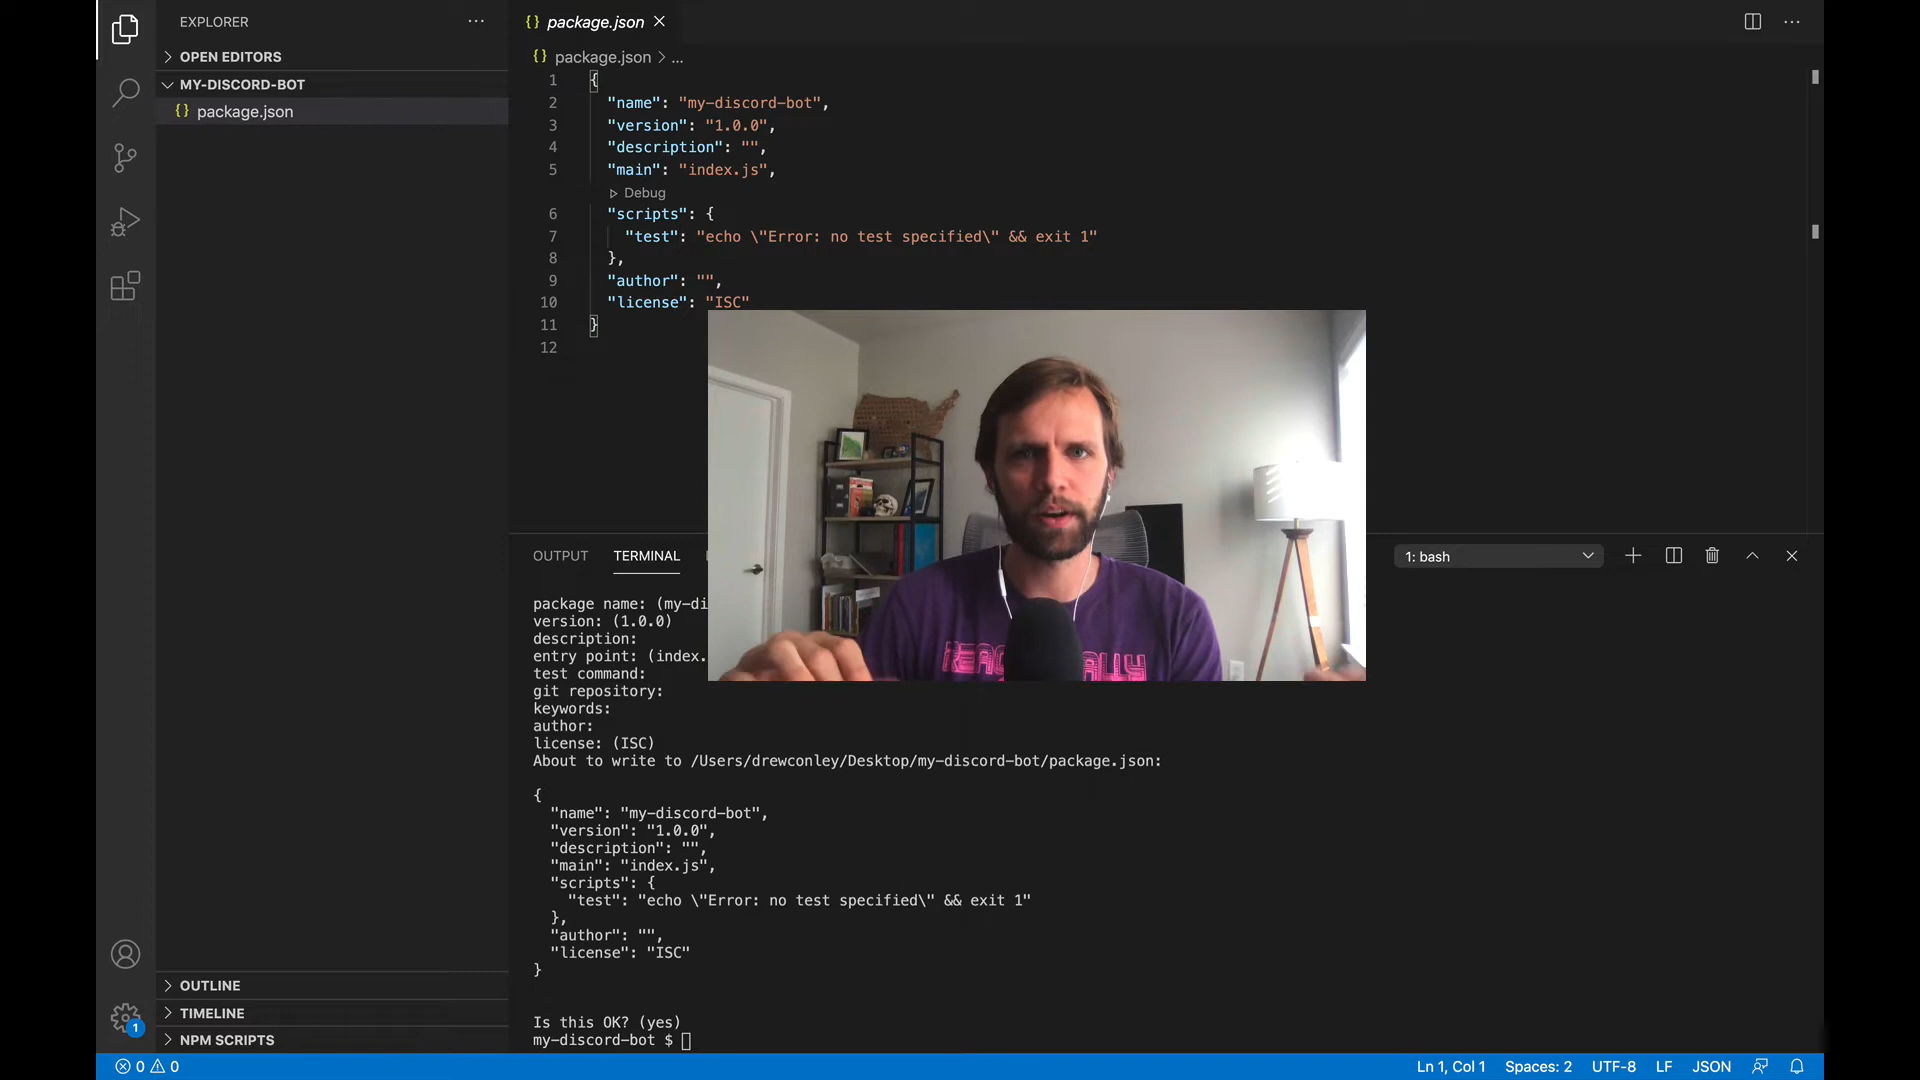 EXPLORER
OPEN EDITORS
MY-DISCORD-BOT
{} package.json
OUTLINE
TIMELINE
NPM SCRIPTS
1
{} package.json
{} package.json > ...
1 {
2 "name": "my-discord-bot",
3 "version": "1.0.0",
4 "description": "",
5 "main": "index.js",
Debug
6 "scripts": {
7 "test": "echo \"Error: no test specified\" && exit 1"
8 },
9 "author": "",
10 "license": "ISC"
11 }
12
OUTPUT TERMINAL
1: bash
package name: (my-di
version: (1.0.0)
description:
entry point: (index.
test command:
git repository:
keywords:
author:
license: (ISC)
About to write to /Users/drewconley/Desktop/my-discord-bot/package.json:
{
"name": "my-discord-bot",
"version": "1.0.0",
"description": "",
"main": "index.js",
"scripts": {
"test": "echo \"Error: no test specified\" && exit 1"
},
"author": "",
"license": "ISC"
}
Is this OK? (yes)
my-discord-bot $
0 0
Ln 1, Col 1 Spaces: 2 UTF-8 LF JSON